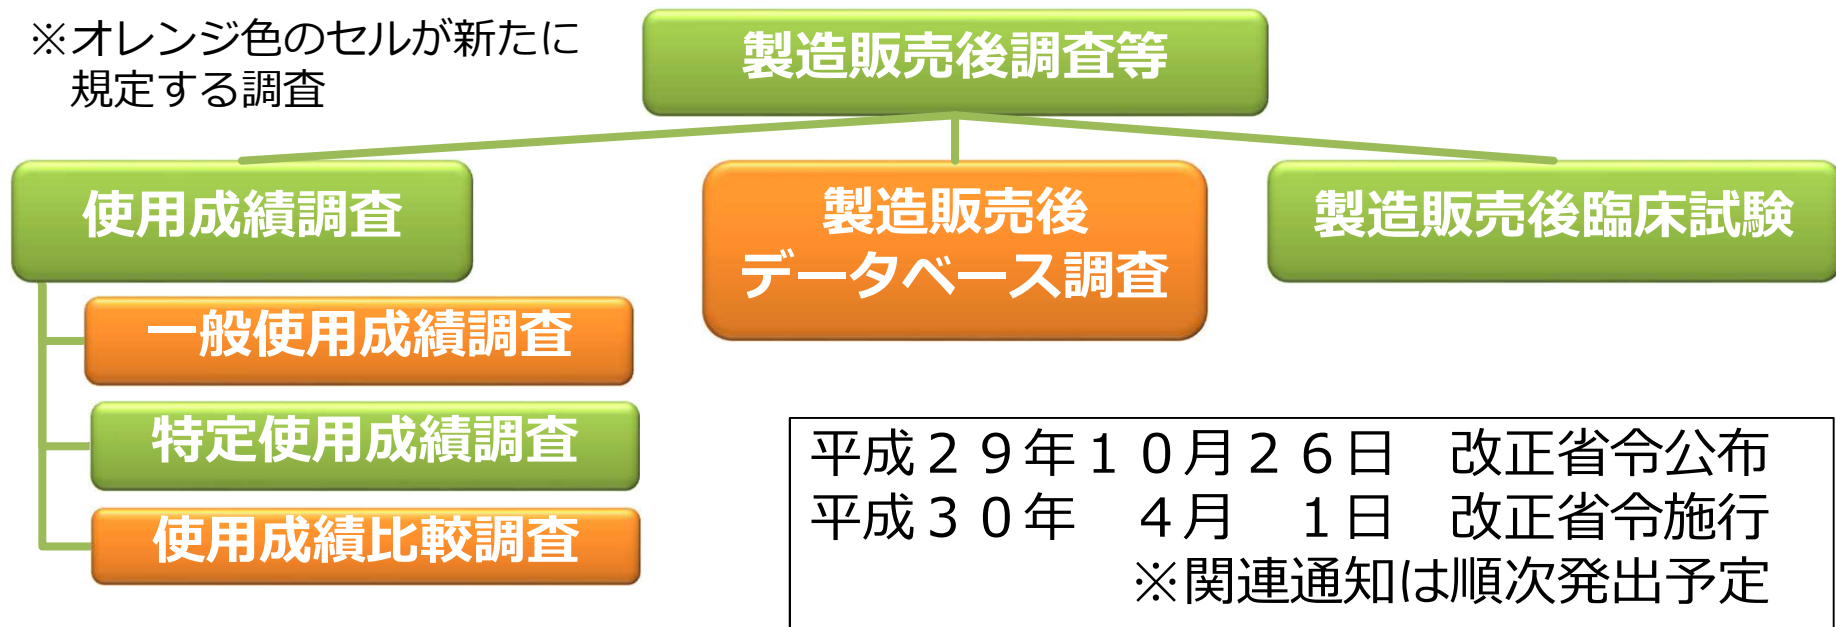 ※オレンジ色のセルが新たに
規定する調査
製造販売後調査等
使用成績調査
製造販売後
データベース調査
製造販売後臨床試験
一般使用成績調査
特定使用成績調査
使用成績比較調査
平成２９年１０月２６日　改正省令公布
平成３０年　４月　１日　改正省令施行
※関連通知は順次発出予定